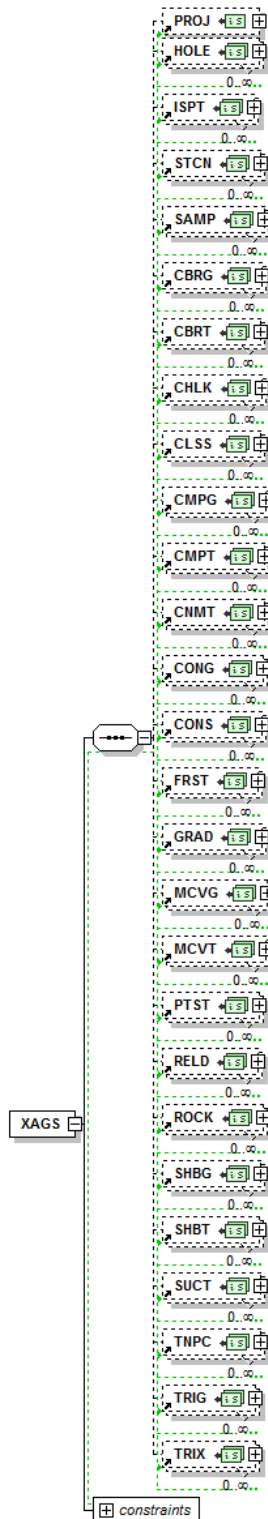 PROJ
HOLE
0..∞
ISPT
0..∞
STCN
0..∞
SAMP
0..∞
CBRG
0..∞
CBRT
0..∞
CHLK
0..∞
CLSS
0..∞
CMPG
0..∞
CMPT
0..∞
CNMT
0..∞
CONG
0..∞
CONS
0..∞
FRST
0..∞
GRAD
0..∞
MCVG
0..∞
MCVT
0..∞
PTST
0..∞
RELD
0..∞
XAGS
ROCK
0..∞
SHBG
0..∞
SHBT
0..∞
SUCT
0..∞
TNPC
0..∞
TRIG
0..∞
TRIX
0..∞
constraints